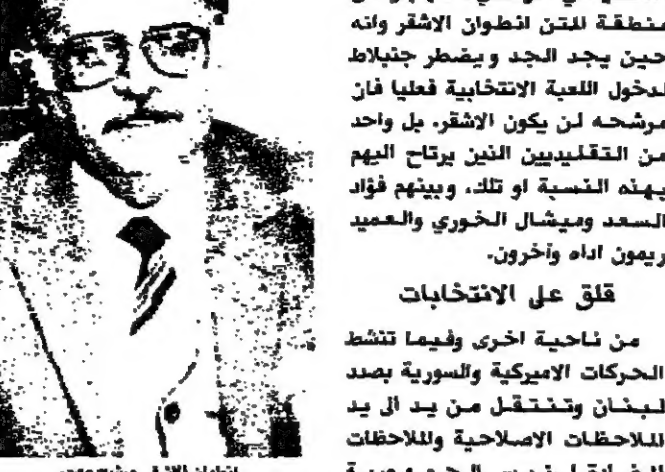 منطقة المتن انطوان الاشقر وانه
حين يجد الجد ويضطر جنبلاط
لدخول اللعبة الانتخابية فعليا فان
مرشحه لن يكون الاشقر، بل واحد
من التقليديين الذين يرتاح اليهم
بهذه النسبة او تلك، وبينهم فؤاد
السعد وميشال الخوري والعميد
ريمون اده وآخرون.
قلق على الانتخابات
من ناحية اخرى وفيما تنشط
الحركات الاميركية والسورية بصدد
لبنان وتنتقل من يد الى يد
الملاحظات الاصلاحية والملاحظات